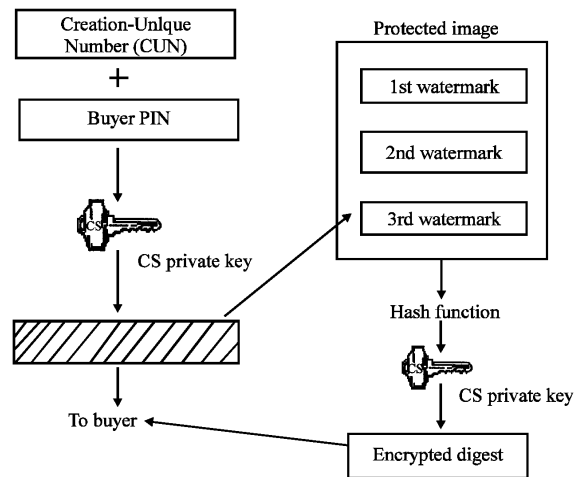 Creation-Unlque
Number (CUN)
+
Buyer PIN
CS
CS private key
To buyer
Protected image
1st watermark
2nd watermark
3rd watermark
Hash function
CS
CS private key
Encrypted digest